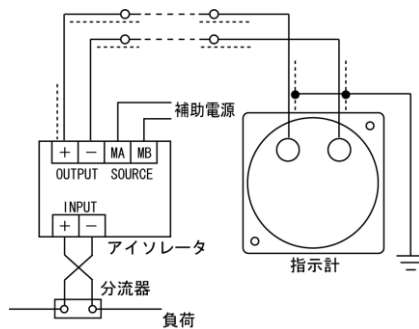 補助電源
+ − MA MB
OUTPUT SOURCE
INPUT
+ −
アイソレータ
分流器
負荷
指示計